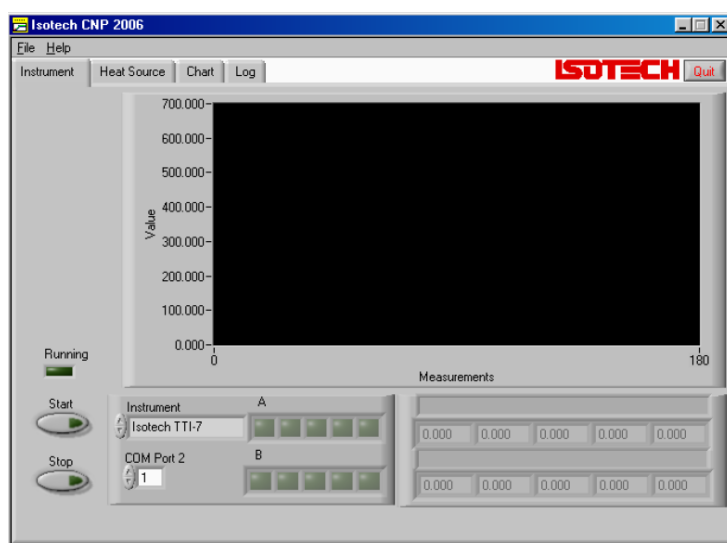 Isotech CNP 2006
File Help
Instrument Heat Source Chart Log ISOTECH Quit
700.000
600.000
500.000
400.000
300.000
200.000
100.000
0.000
Value
0 180
Measurements
Running
Start
Stop
Instrument A
Isotech TTI-7
COM Port 2 B
1
0.000 0.000 0.000 0.000 0.000
0.000 0.000 0.000 0.000 0.000